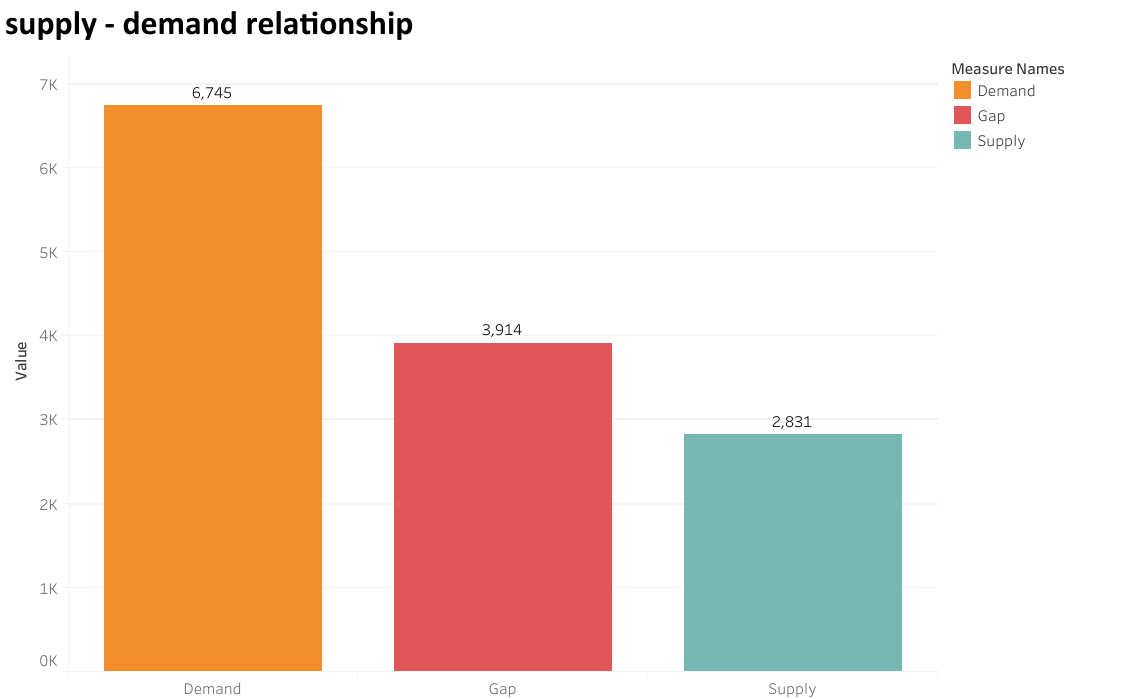 supply - demand relationship
Measure Names
Demand
Gap
Supply
7K
6K
5K
4K
3K
2K
1K
0K
Value
6,745
3,914
2,831
Demand
Gap
Supply